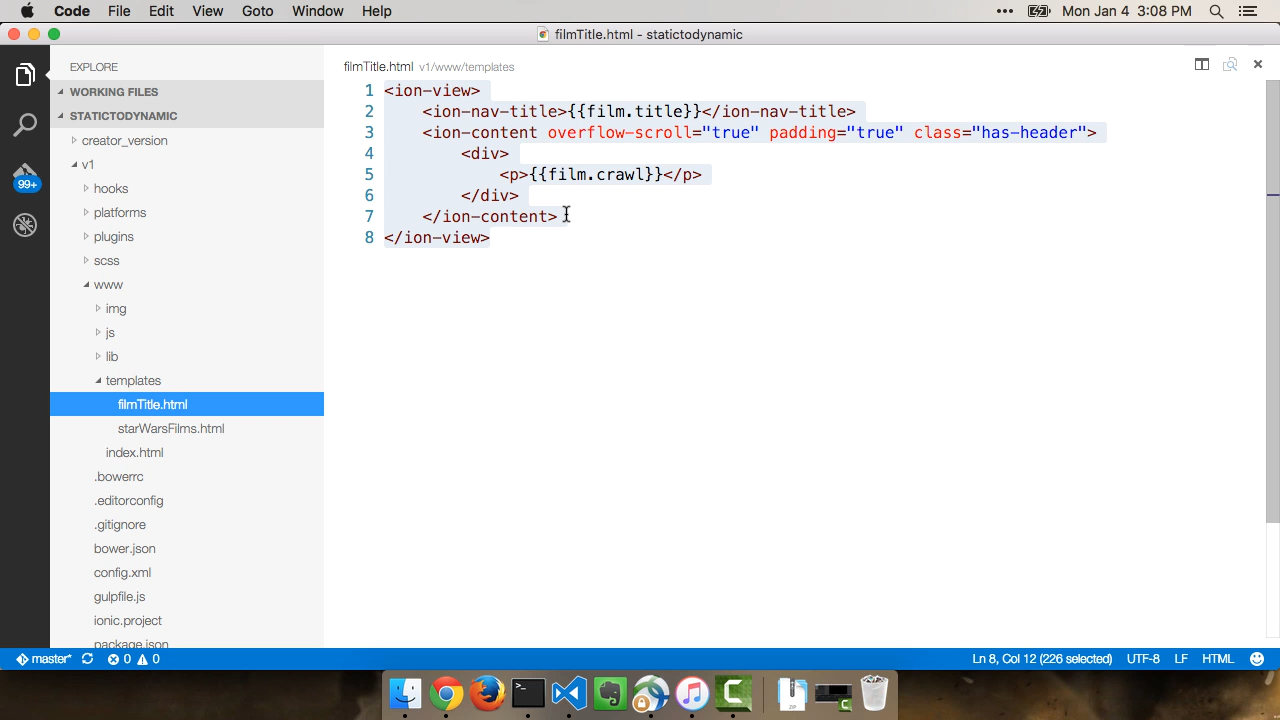 Code File Edit View Goto Window Help
Mon Jan 4 3:08 PM
filmTitle.html - statictodynamic
EXPLORE
WORKING FILES
STATICTODYNAMIC
creator_version
v1
hooks
platforms
plugins
scss
www
img
js
lib
templates
filmTitle.html
starWarsFilms.html
index.html
.bowerrc
.editorconfig
.gitignore
bower.json
config.xml
gulpfile.js
ionic.project
package.json
99+
filmTitle.html v1/www/templates
1 <ion-view>
2 <ion-nav-title>{{film.title}}</ion-nav-title>
3 <ion-content overflow-scroll="true" padding="true" class="has-header">
4 <div>
5 <p>{{film.crawl}}</p>
6 </div>
7 </ion-content>
8 </ion-view>
master* 0 0 Ln 8, Col 12 (226 selected) UTF-8 LF HTML
ZIP